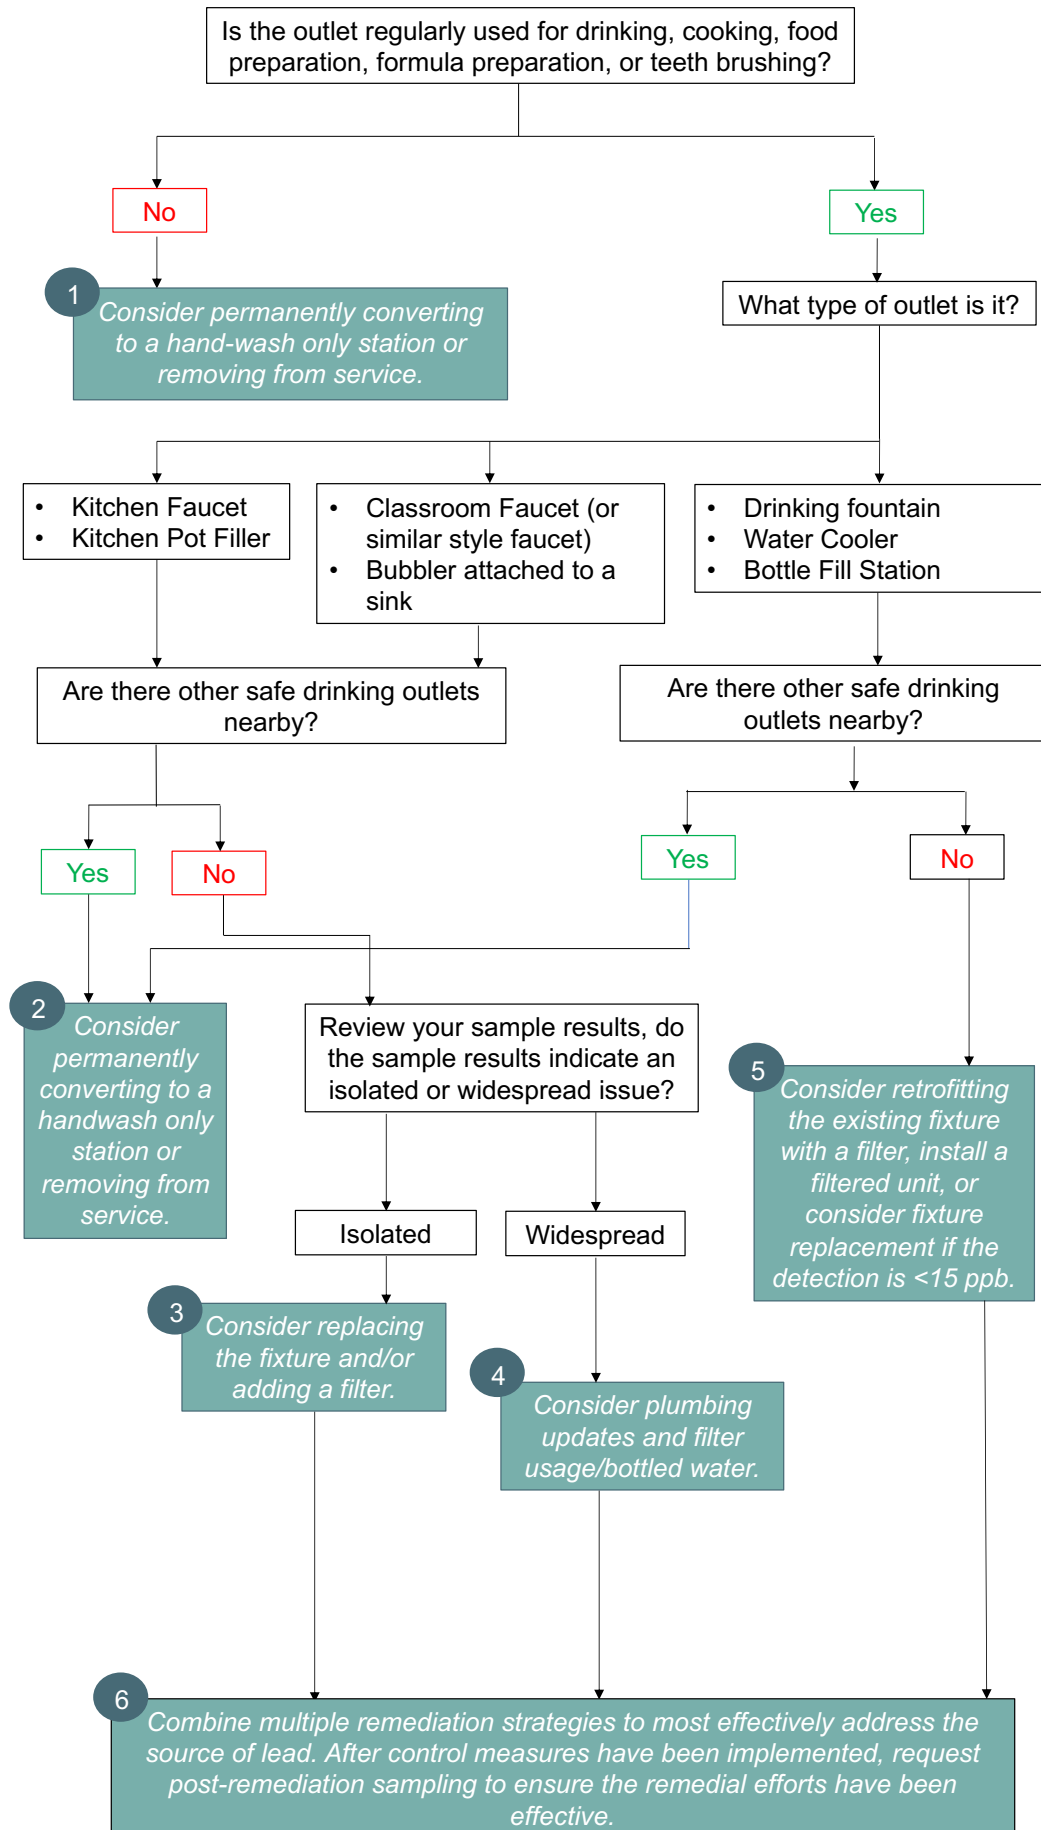 Is the outlet regularly used for drinking, cooking, food
preparation, formula preparation, or teeth brushing?
No
Yes
1
Consider permanently converting
to a hand-wash only station or
removing from service.
What type of outlet is it?
• Kitchen Faucet
• Kitchen Pot Filler
• Classroom Faucet (or
similar style faucet)
• Bubbler attached to a
sink
• Drinking fountain
• Water Cooler
• Bottle Fill Station
Are there other safe drinking outlets
nearby?
Are there other safe drinking
outlets nearby?
Yes
No
Yes
No
2
Consider
permanently
converting to a
handwash only
station or
removing from
service.
Review your sample results, do
the sample results indicate an
isolated or widespread issue?
5
Consider retrofitting
the existing fixture
with a filter, install a
filtered unit, or
consider fixture
replacement if the
detection is <15 ppb.
Isolated
Widespread
3
Consider replacing
the fixture and/or
adding a filter.
4
Consider plumbing
updates and filter
usage/bottled water.
6
Combine multiple remediation strategies to most effectively address the
source of lead. After control measures have been implemented, request
post-remediation sampling to ensure the remedial efforts have been
effective.